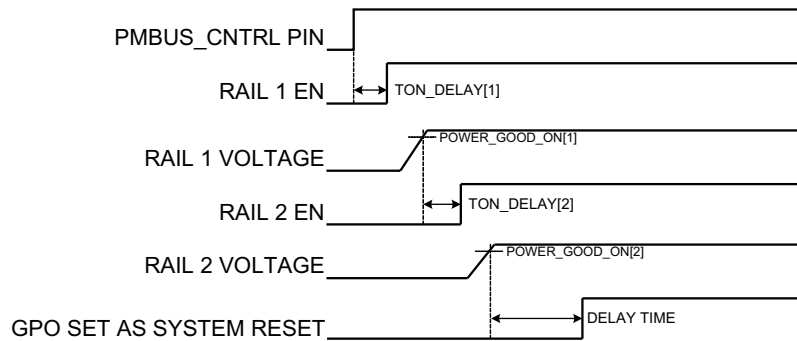 PMBUS_CNTRL PIN
RAIL 1 EN
TON_DELAY[1]
POWER_GOOD_ON[1]
RAIL 1 VOLTAGE
RAIL 2 EN
TON_DELAY[2]
POWER_GOOD_ON[2]
RAIL 2 VOLTAGE
DELAY TIME
GPO SET AS SYSTEM RESET